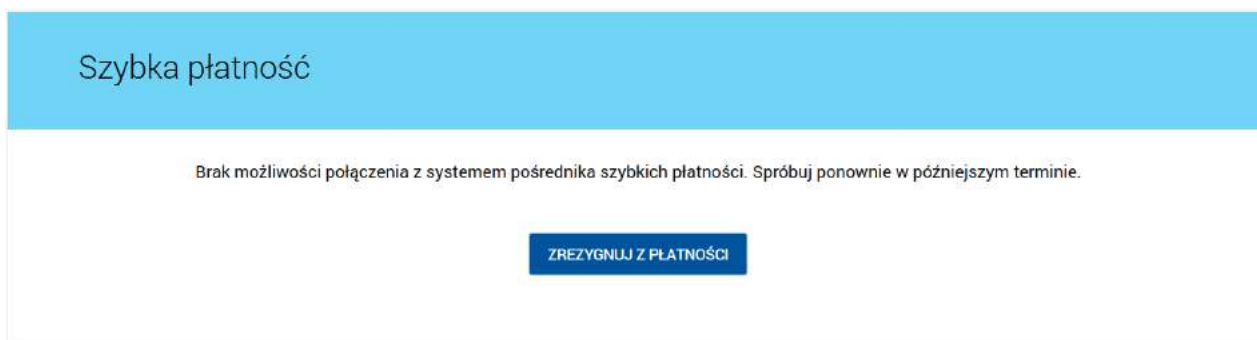 Szybka płatność
Brak możliwości połączenia z systemem pośrednika szybkich płatności. Spróbuj ponownie w późniejszym terminie.
ZREZYGNUJ Z PŁATNOŚCI